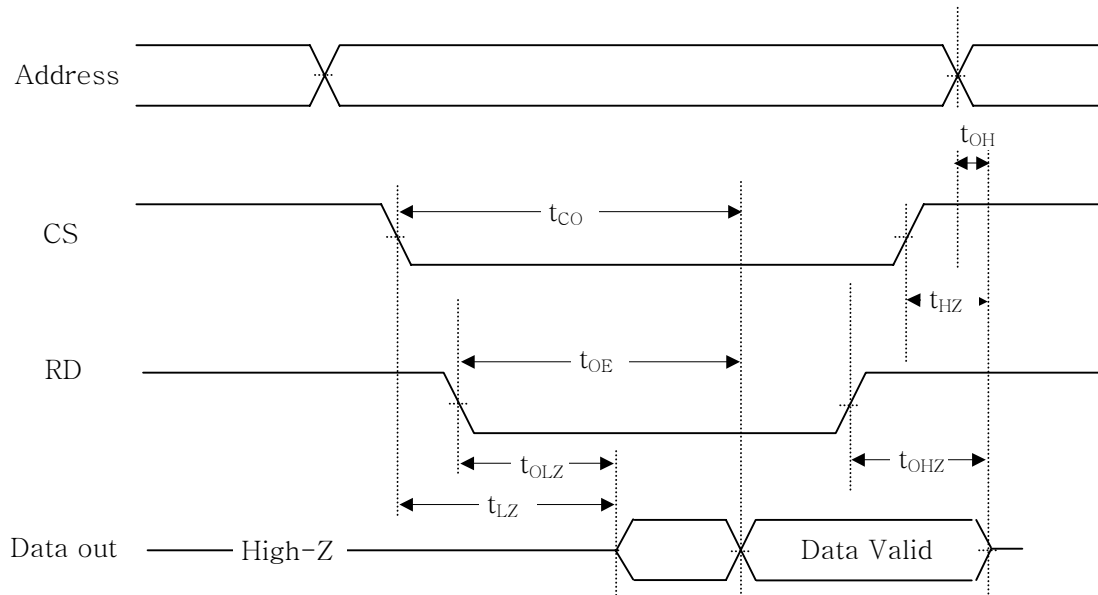 Address
tOH
CS
tCO
tHZ
RD
tOE
tOLZ
tOHZ
tLZ
Data out
High-Z
Data Valid